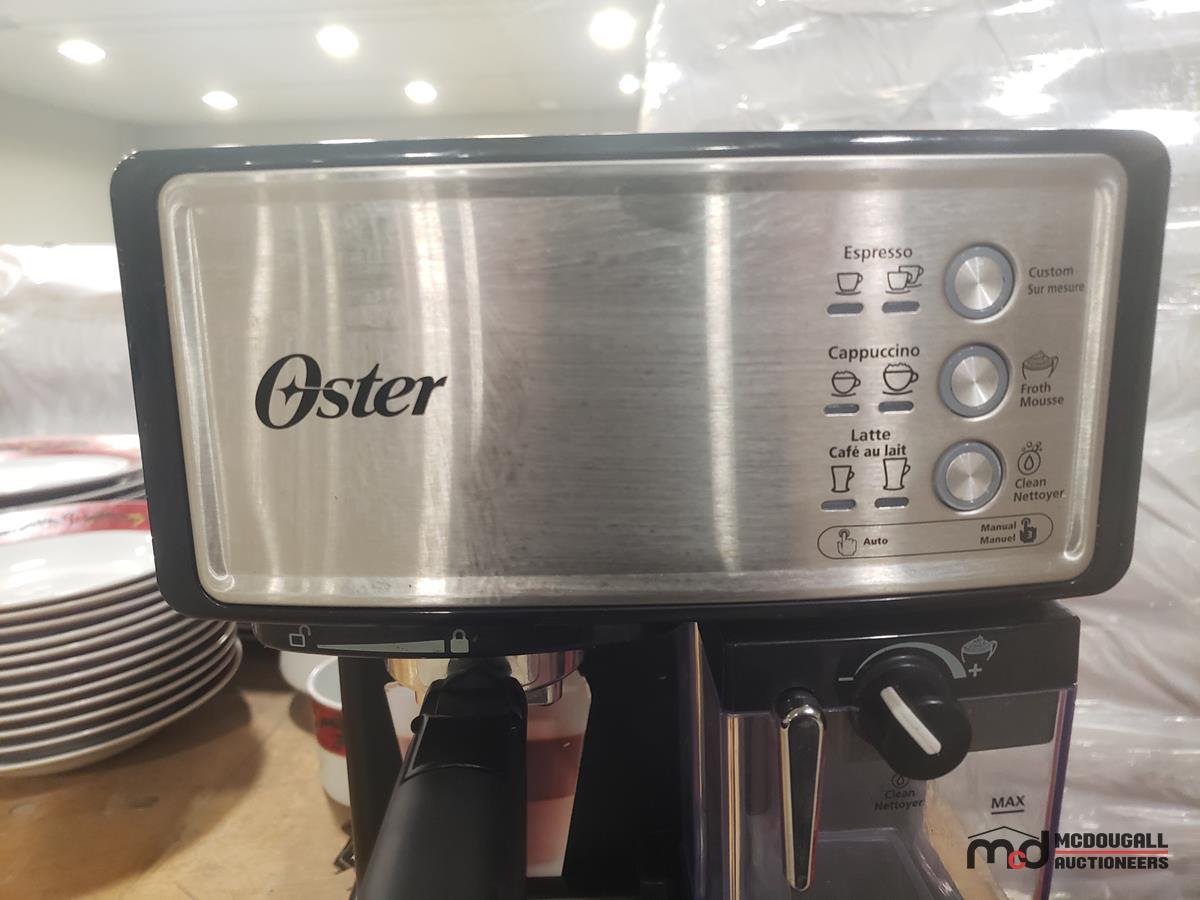 Oster
Espresso
Custom
Sur mesure
Cappuccino
Froth
Mousse
Latte
Café au lait
Clean
Nettoyer
Auto
Manual
Manuel
- +
Clean
Nettoyer
MAX
mcd MCDOUGALL
AUCTIONEERS